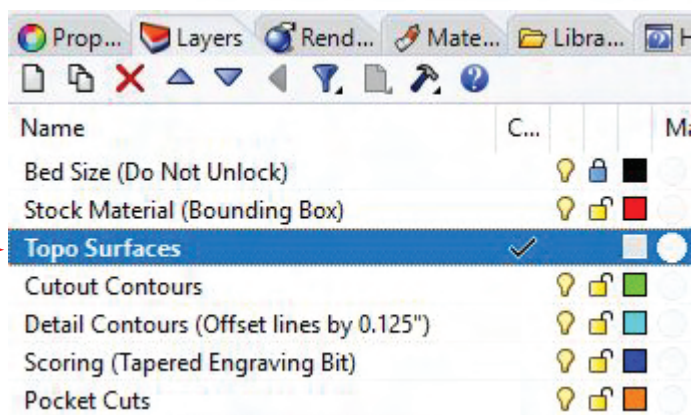 Prop... Layers Rend... Mate... Libra... H
Name C... Ma
Bed Size (Do Not Unlock)
Stock Material (Bounding Box)
Topo Surfaces
Cutout Contours
Detail Contours (Offset lines by 0.125")
Scoring (Tapered Engraving Bit)
Pocket Cuts